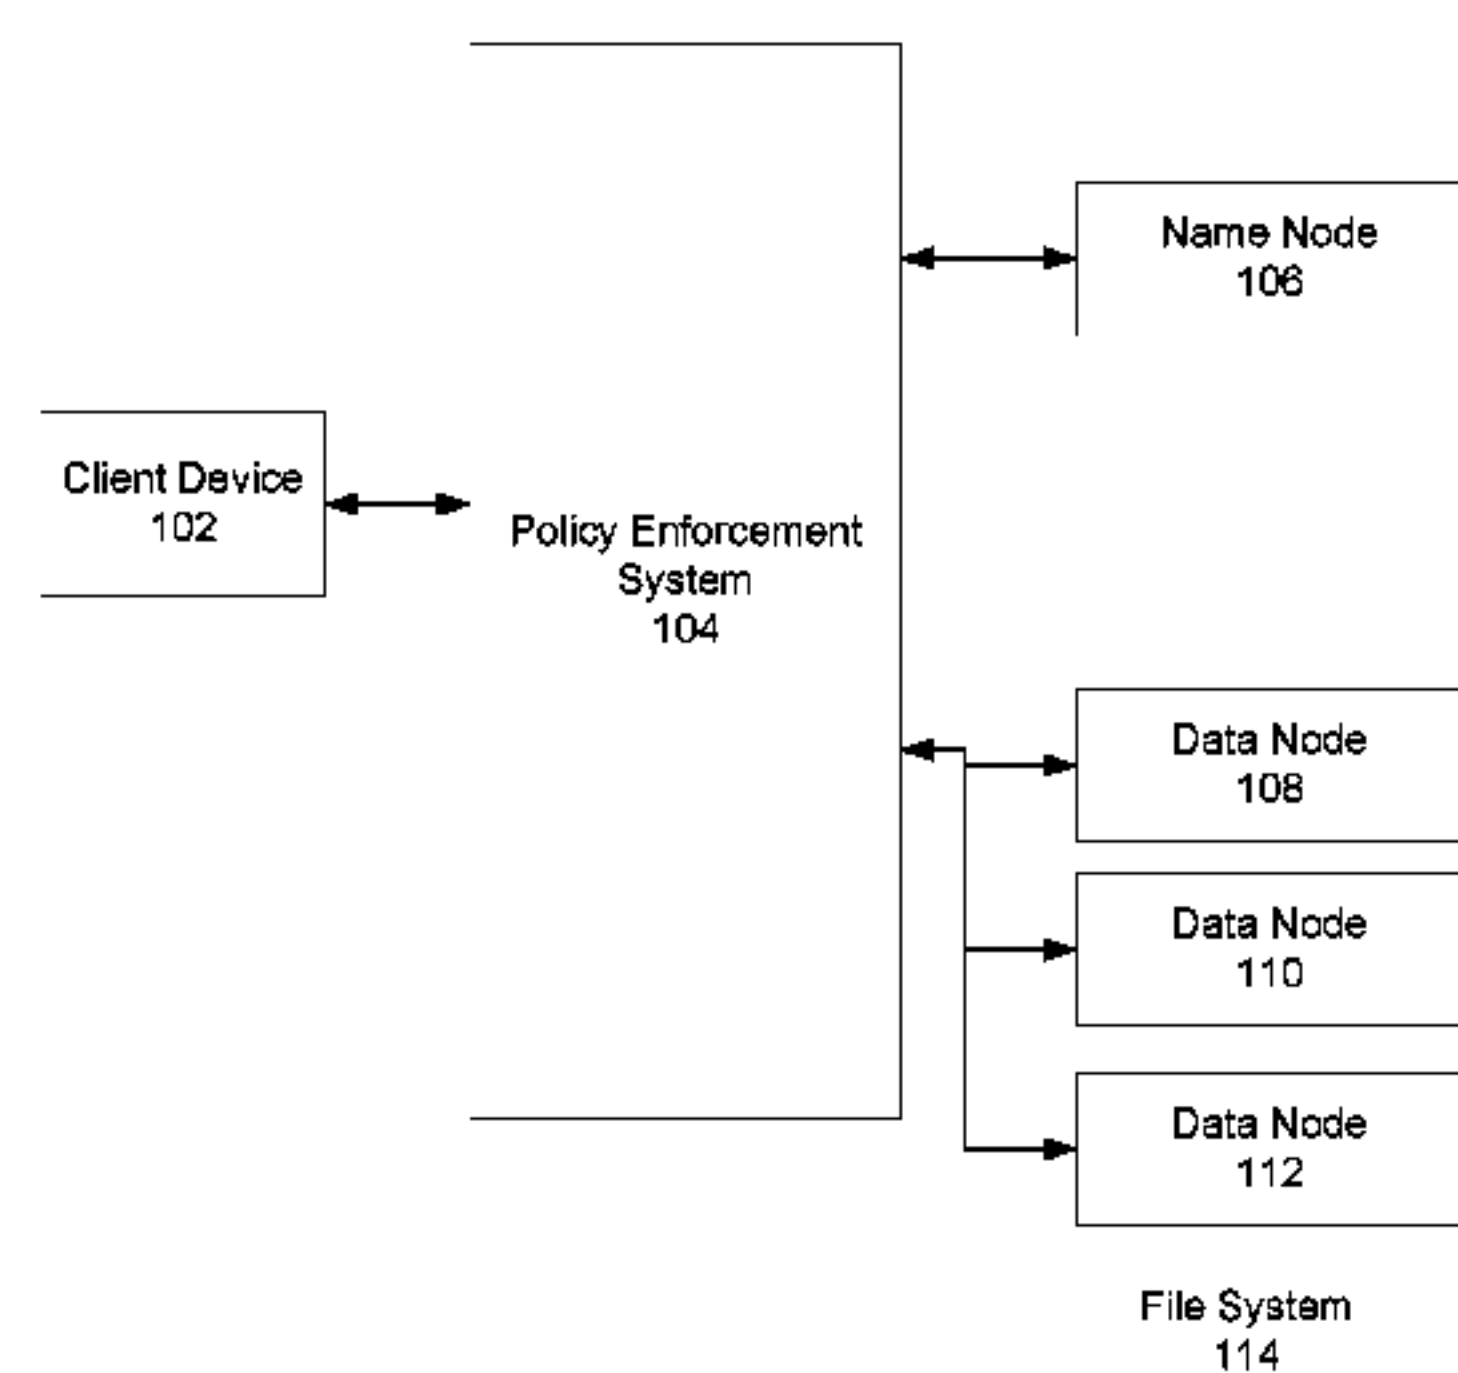 Name Node
106
Client Device
102
Policy Enforcement
System
104
Data Node
108
Data Node
110
Data Node
112
File System
114